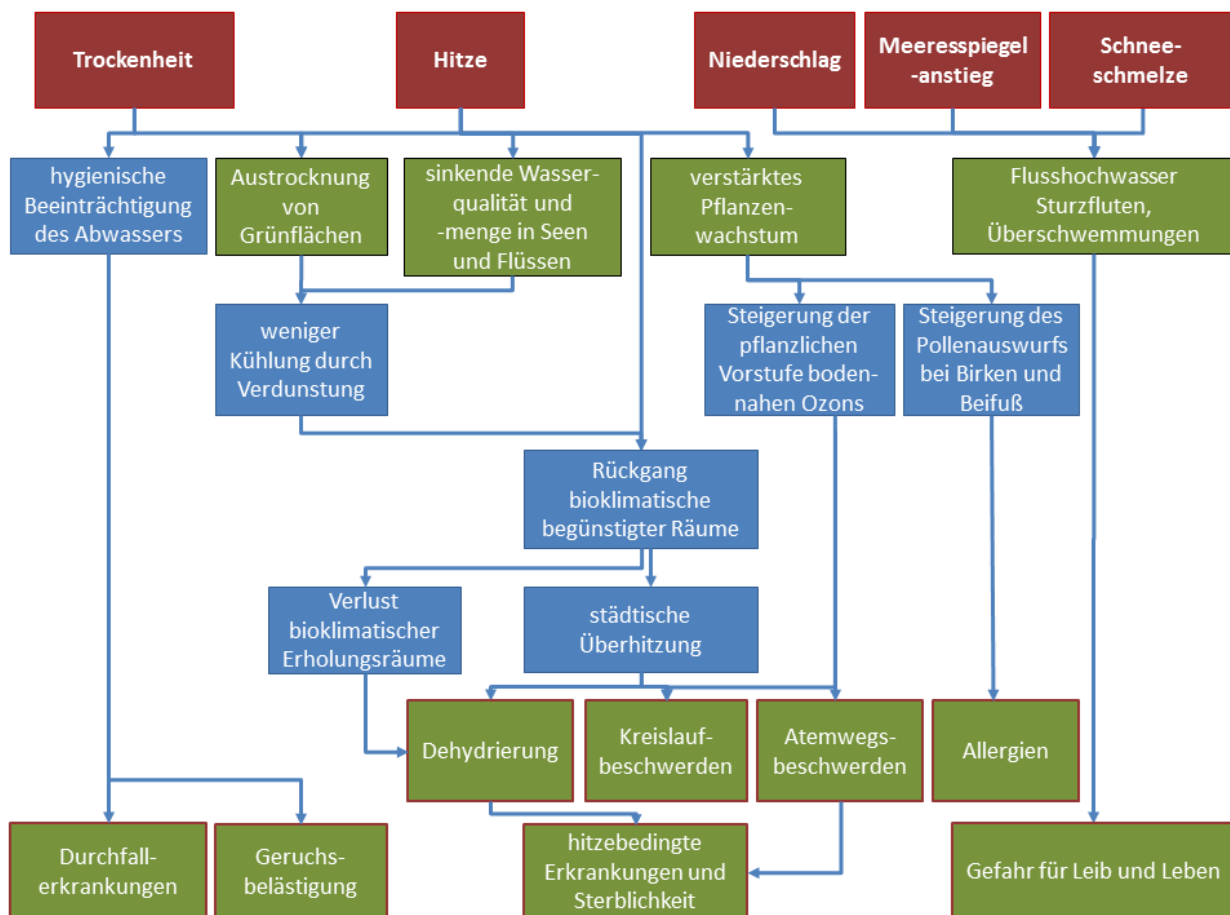 Trockenheit
Hitze
Niederschlag
Meeresspiegel
-anstieg
Schnee-
schmelze
hygienische
Beeinträchtigung
des Abwassers
Austrocknung
von
Grünflächen
sinkende Wasser-
qualität und
-menge in Seen
und Flüssen
verstärktes
Pflanzen-
wachstum
Flusshochwasser
Sturzfluten,
Überschwemmungen
weniger
Kühlung durch
Verdunstung
Steigerung der
pflanzlichen
Vorstufe boden-
nahen Ozons
Steigerung des
Pollenauswurfs
bei Birken und
Beifuß
Rückgang
bioklimatische
begünstigter Räume
Verlust
bioklimatischer
Erholungsräume
städtische
Überhitzung
Dehydrierung
Kreislauf-
beschwerden
Atemwegs-
beschwerden
Allergien
Durchfall-
erkrankungen
Geruchs-
belästigung
hitzebedingte
Erkrankungen und
Sterblichkeit
Gefahr für Leib und Leben